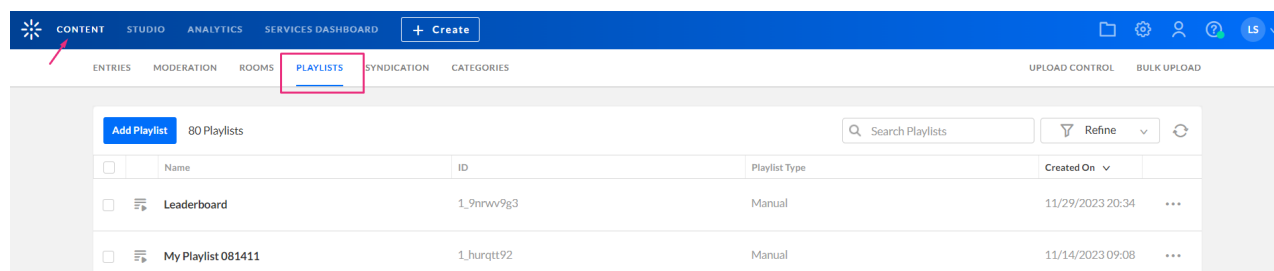 CONTENT STUDIO ANALYTICS SERVICES DASHBOARD + Create LS
ENTRIES MODERATION ROOMS PLAYLISTS SYNDICATION CATEGORIES UPLOAD CONTROL BULK UPLOAD
Add Playlist 80 Playlists Search Playlists Refine
Name ID Playlist Type Created On
Leaderboard 1_9nrwv9g3 Manual 11/29/2023 20:34
My Playlist 081411 1_hurqtt92 Manual 11/14/2023 09:08